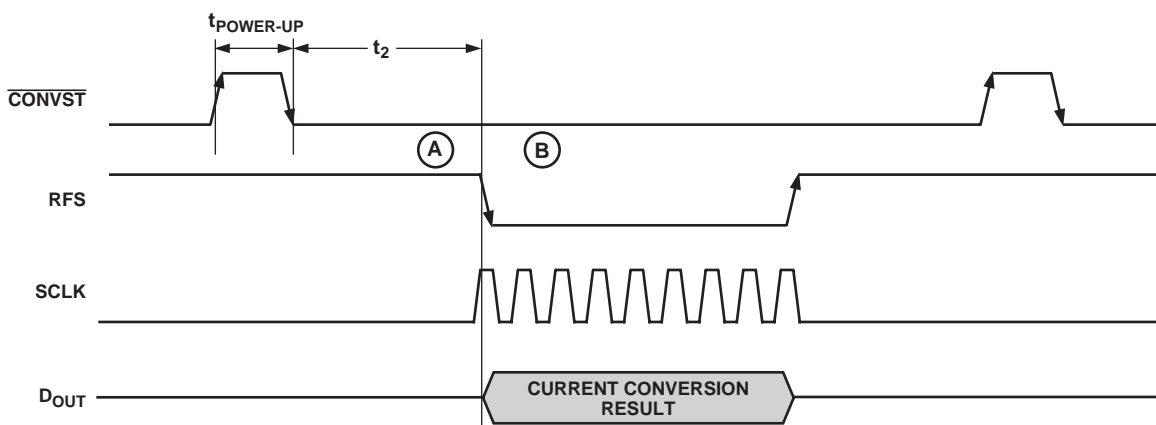 tPOWER-UP
t2
CONVST
A
B
RFS
SCLK
DOUT
CURRENT CONVERSION
RESULT